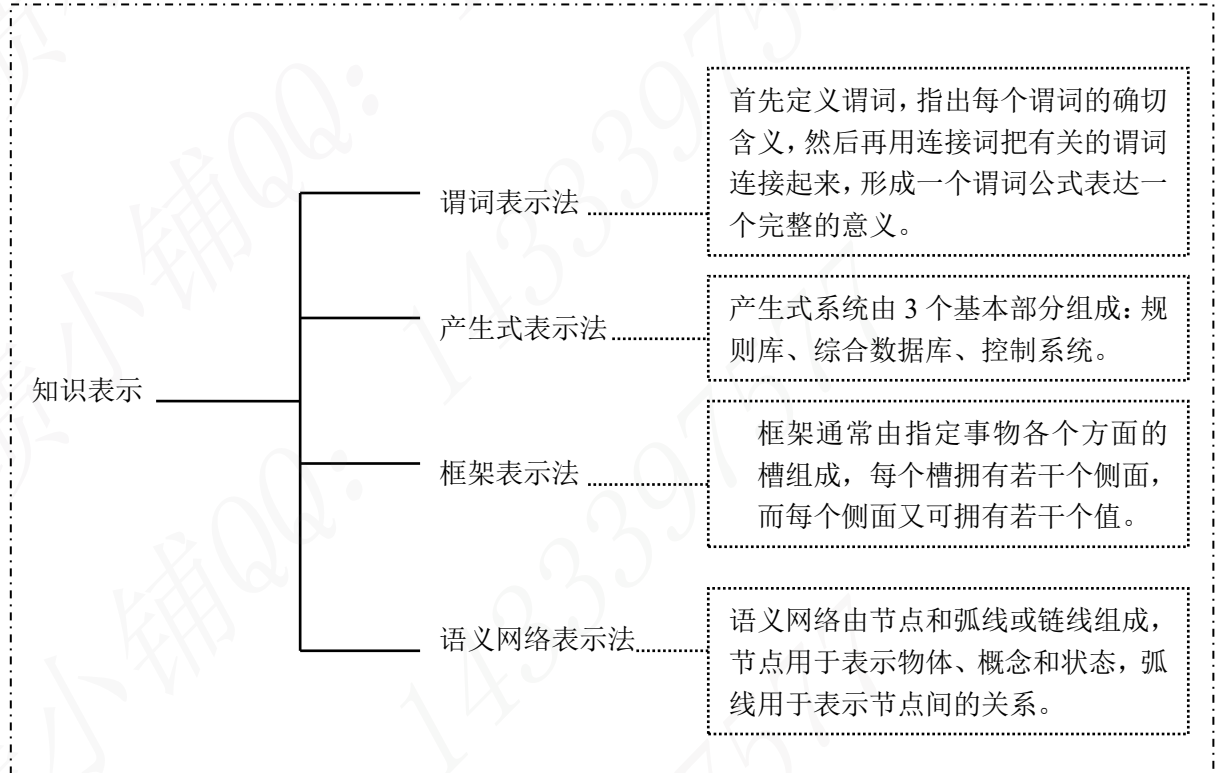 首先定义谓词，指出每个谓词的确切
含义，然后再用连接词把有关的谓词
连接起来，形成一个谓词公式表达一
个完整的意义。
谓词表示法
产生式系统由 3 个基本部分组成：规
则库、综合数据库、控制系统。
产生式表示法
知识表示
框架通常由指定事物各个方面的
槽组成，每个槽拥有若干个侧面，
而每个侧面又可拥有若干个值。
框架表示法
语义网络由节点和弧线或链线组成，
节点用于表示物体、概念和状态，弧
线用于表示节点间的关系。
语义网络表示法